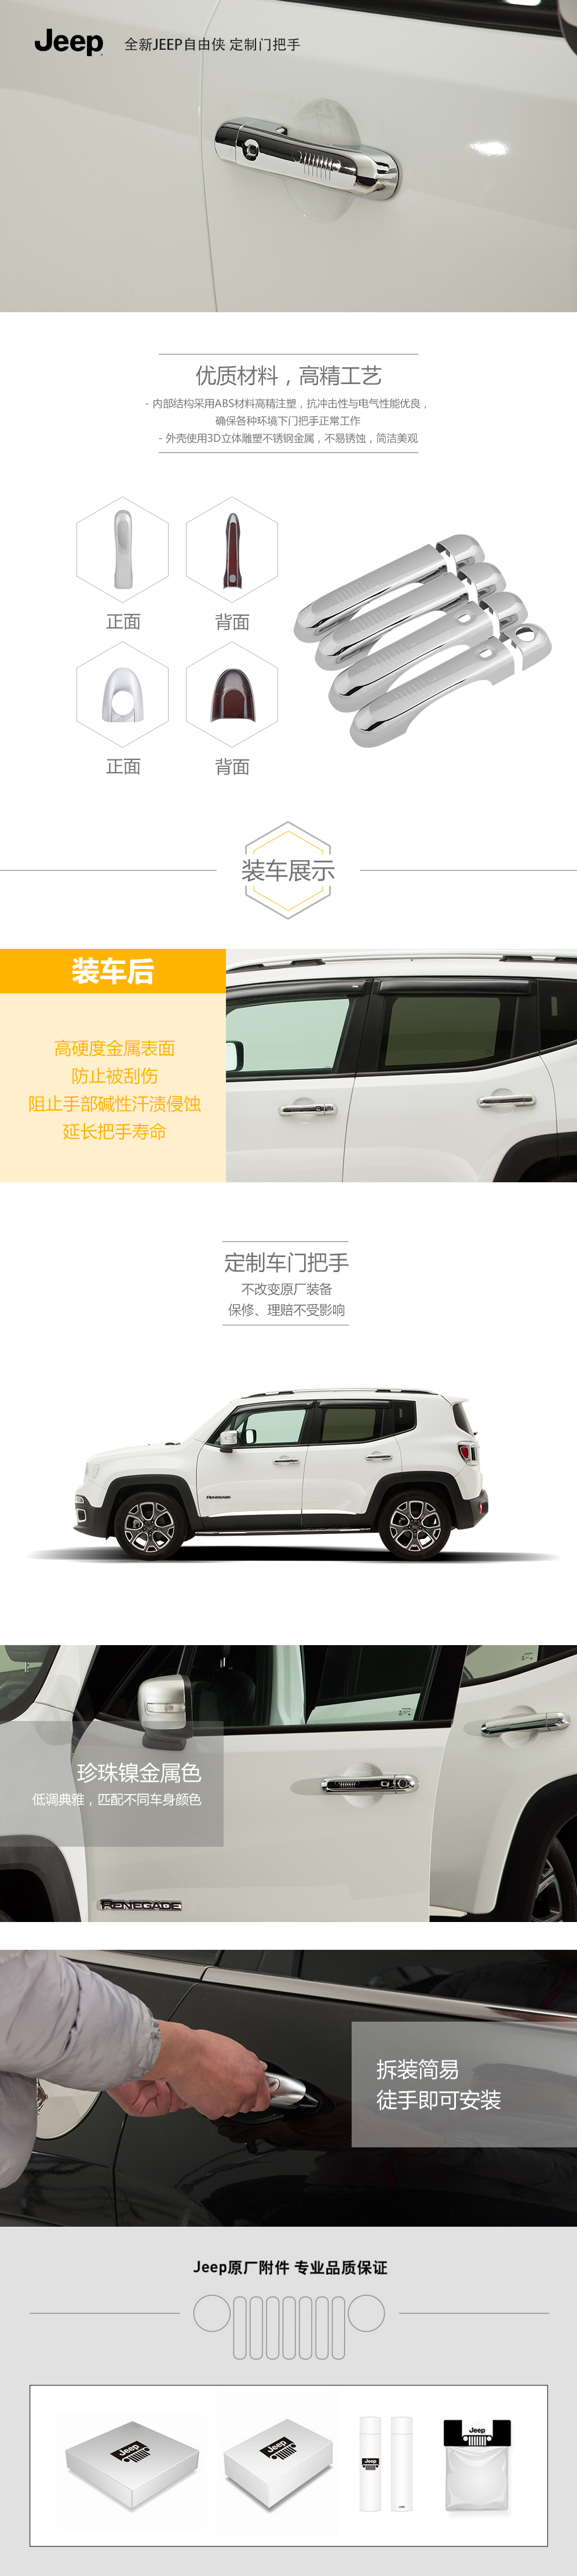 Jeep
全新JEEP自由侠 定制门把手
优质材料，高精工艺
- 内部结构采用ABS材料高精注塑，抗冲击性与电气性能优良，
确保各种环境下门把手正常工作
- 外壳使用3D立体雕塑不锈钢金属，不易锈蚀，简洁美观
正面
背面
正面
背面
装车展示
装车后
高硬度金属表面
防止被刮伤
阻止手部碱性汗渍侵蚀
延长把手寿命
定制车门把手
不改变原厂装备
保修、理赔不受影响
RENEGADE
珍珠镍金属色
低调典雅，匹配不同车身颜色
RENEGADE
拆装简易
徒手即可安装
Jeep原厂附件 专业品质保证
Jeep
Jeep
Jeep
Jeep